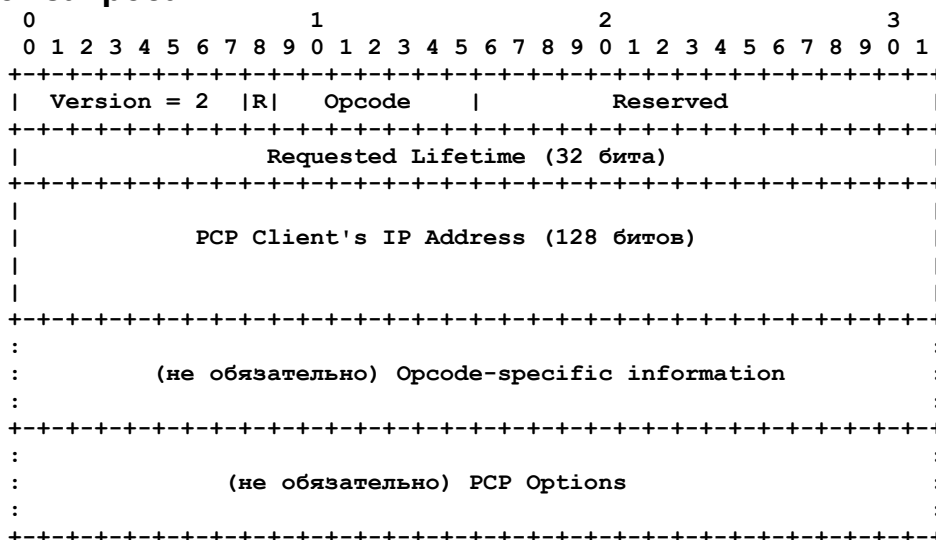 0 1 2 3
0 1 2 3 4 5 6 7 8 9 0 1 2 3 4 5 6 7 8 9 0 1 2 3 4 5 6 7 8 9 0 1
| Version = 2 |R| Opcode | Reserved
Requested Lifetime (32 бита)
PCP Client's IP Address (128 битов)
(не обязательно) Opcode-specific information
(не обязательно) PCP Options